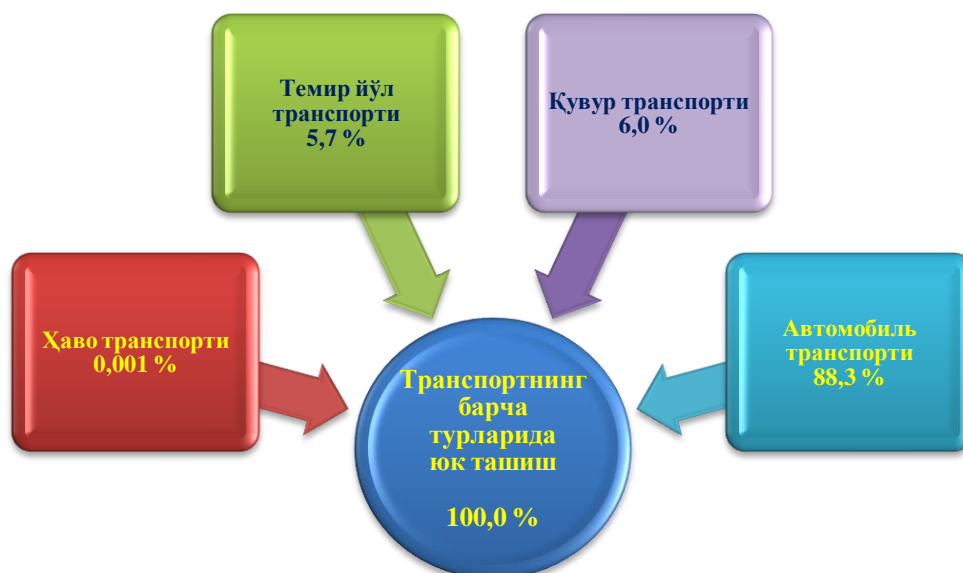 Темир йўл
транспорти
5,7 %
Қувур транспорти
6,0 %
Ҳаво транспорти
0,001 %
Автомобиль
транспорти
88,3 %
Транспортнинг
барча
турларида
юк ташиш
100,0 %